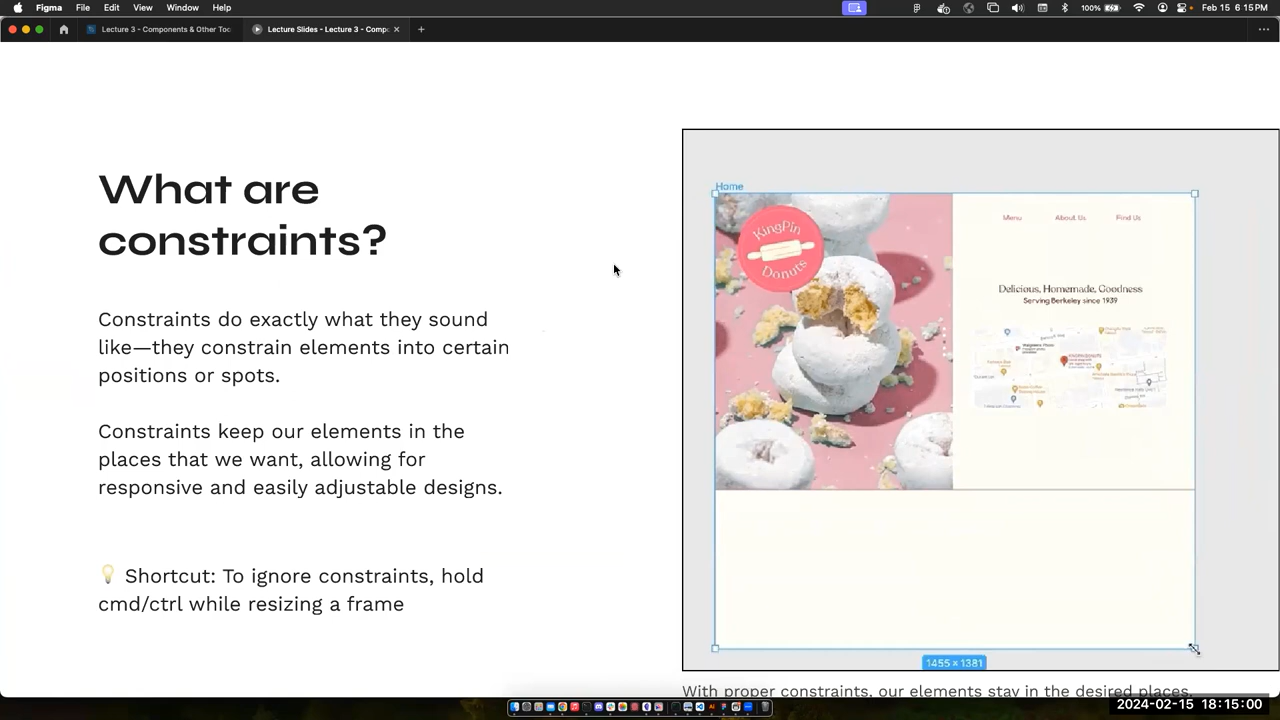 Figma File Edit View Window Help
100% Feb 15 6:15 PM
Lecture 3 - Components & Other Too
Lecture Slides - Lecture 3 - Comp
What are
constraints?
Constraints do exactly what they sound
like—they constrain elements into certain
positions or spots.
Constraints keep our elements in the
places that we want, allowing for
responsive and easily adjustable designs.
💡 Shortcut: To ignore constraints, hold
cmd/ctrl while resizing a frame
Home
KingPin
Donuts
Menu About Us Find Us
Delicious, Homemade, Goodness
Serving Berkeley since 1939
1455 × 1381
With proper constraints, our elements stay in the desired places.
2024-02-15 18:15:00